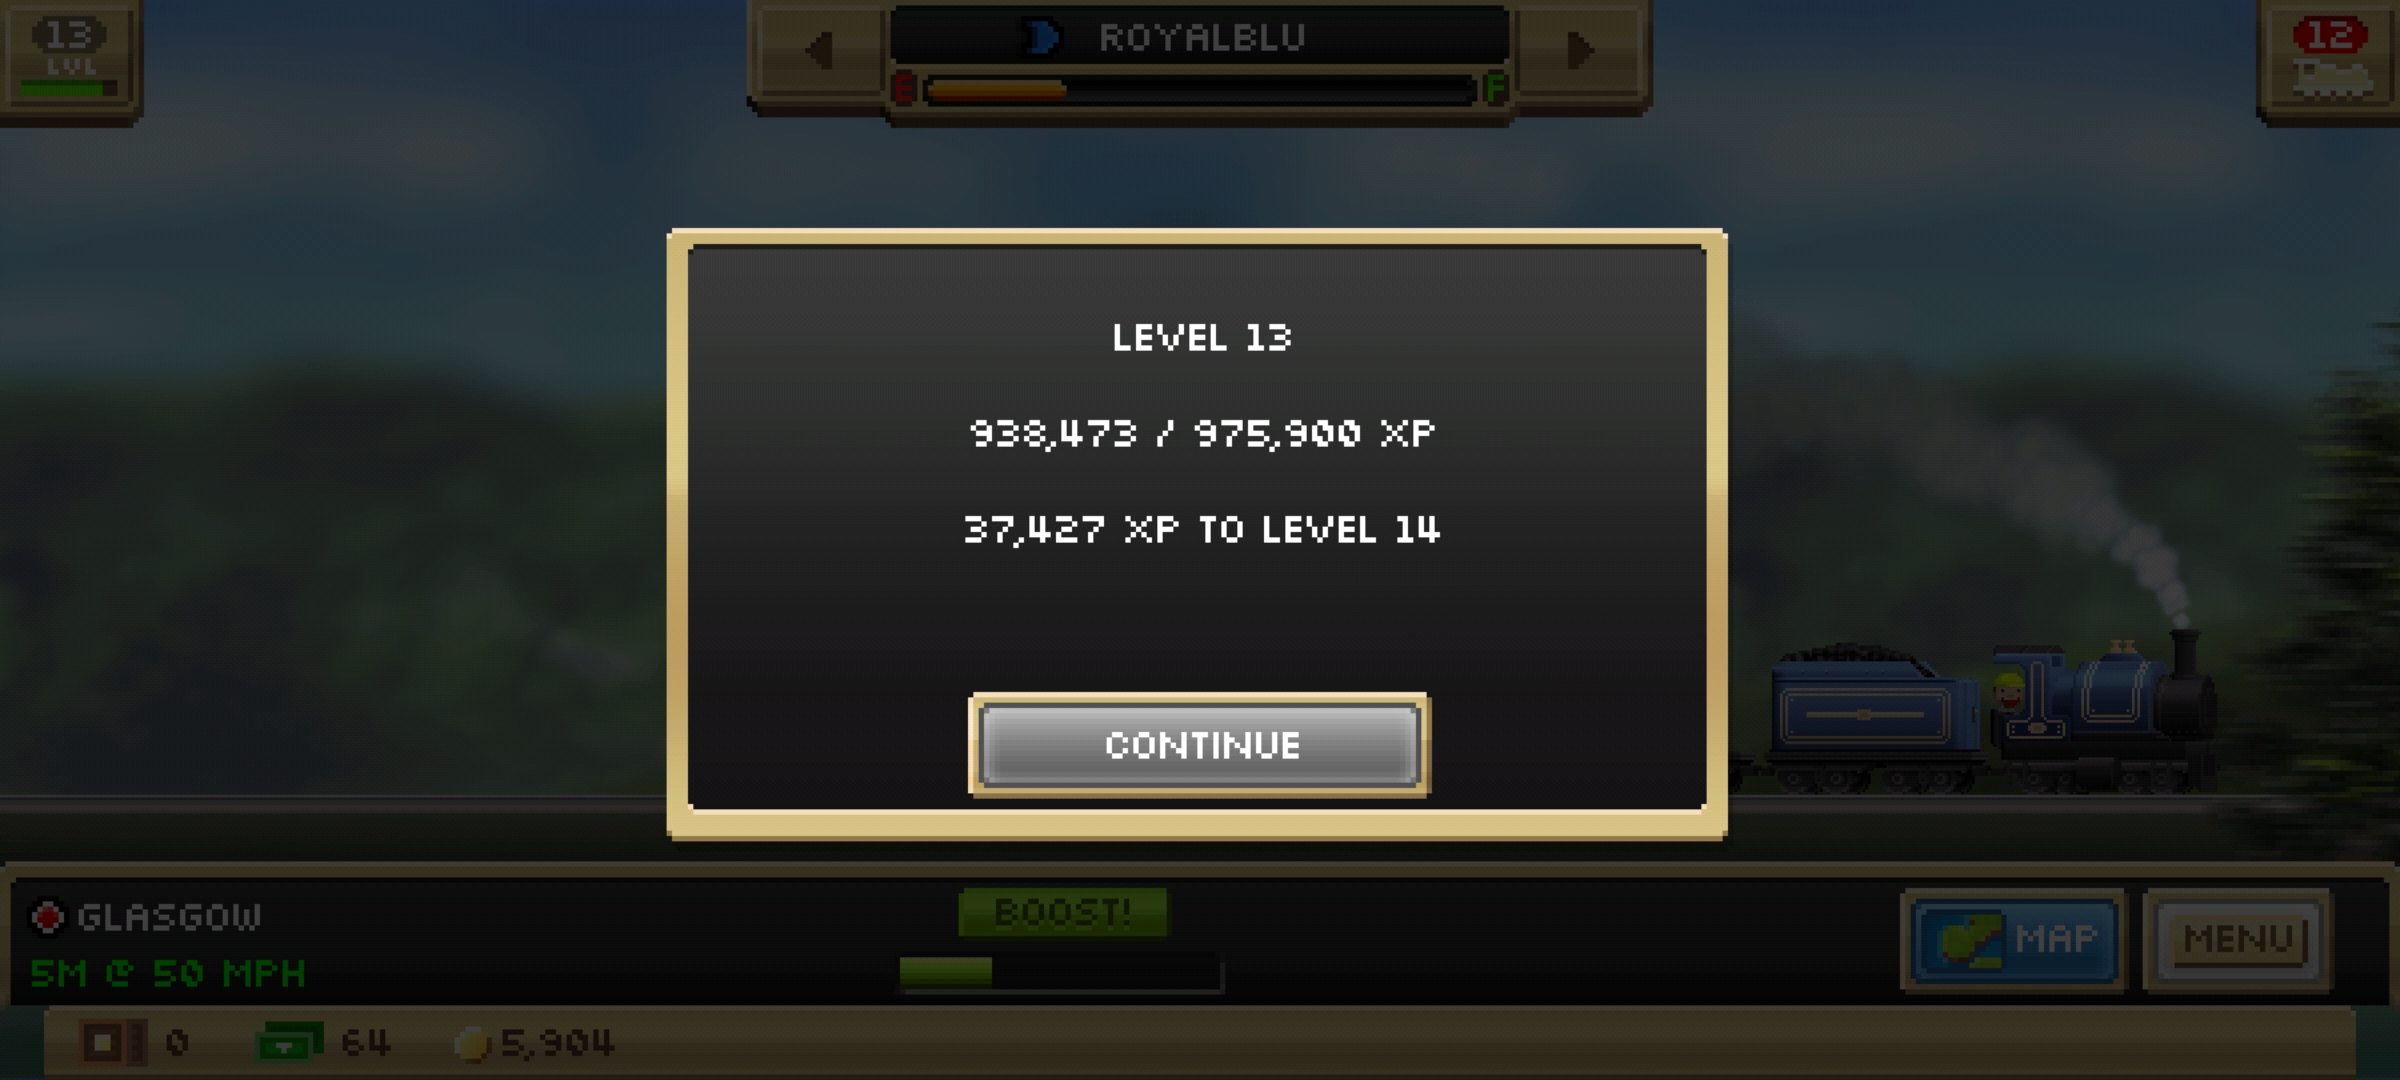 13
LVL
ROYALBLU
E
F
12
LEVEL 13
938,473 / 975,900 XP
37,427 XP TO LEVEL 14
CONTINUE
GLASGOW
5M @ 50 MPH
BOOST!
MAP
MENU
0
64
5,904